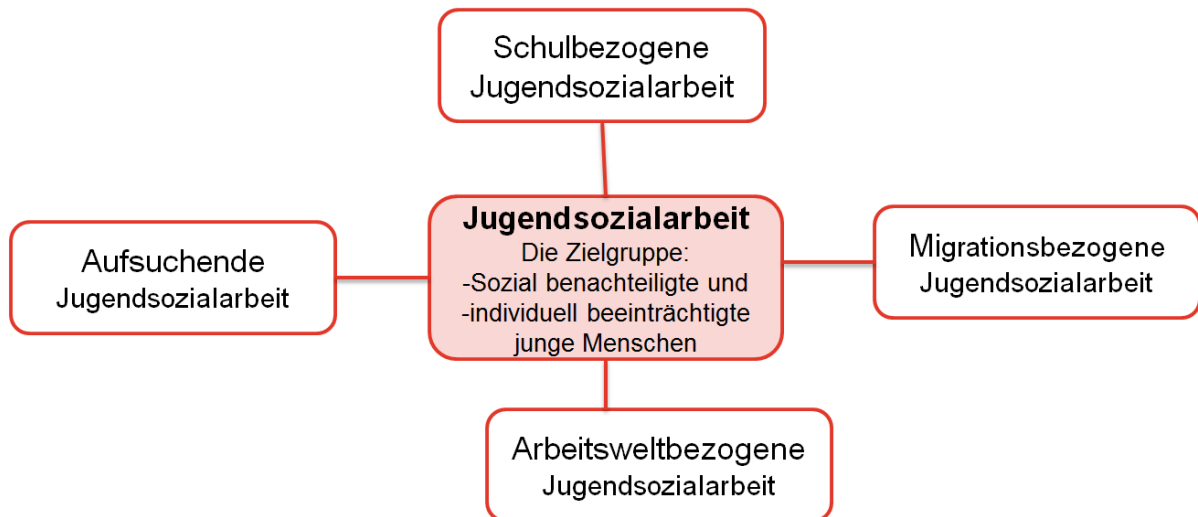 Schulbezogene
Jugendsozialarbeit
Jugendsozialarbeit
Die Zielgruppe:
-Sozial benachteiligte und
-individuell beeinträchtigte
junge Menschen
Aufsuchende
Jugendsozialarbeit
Migrationsbezogene
Jugendsozialarbeit
Arbeitsweltbezogene
Jugendsozialarbeit